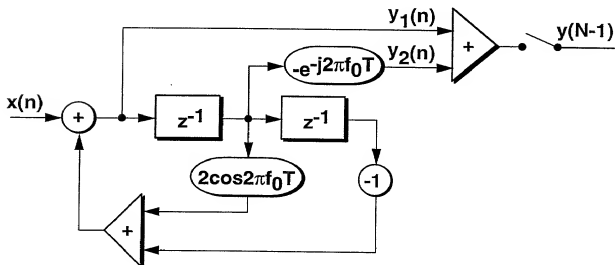 y₁(n)
y(N-1)
+
-e⁻ʲ²πf₀T
y₂(n)
x(n)
+
z⁻¹
z⁻¹
2cos2πf₀T
-1
+